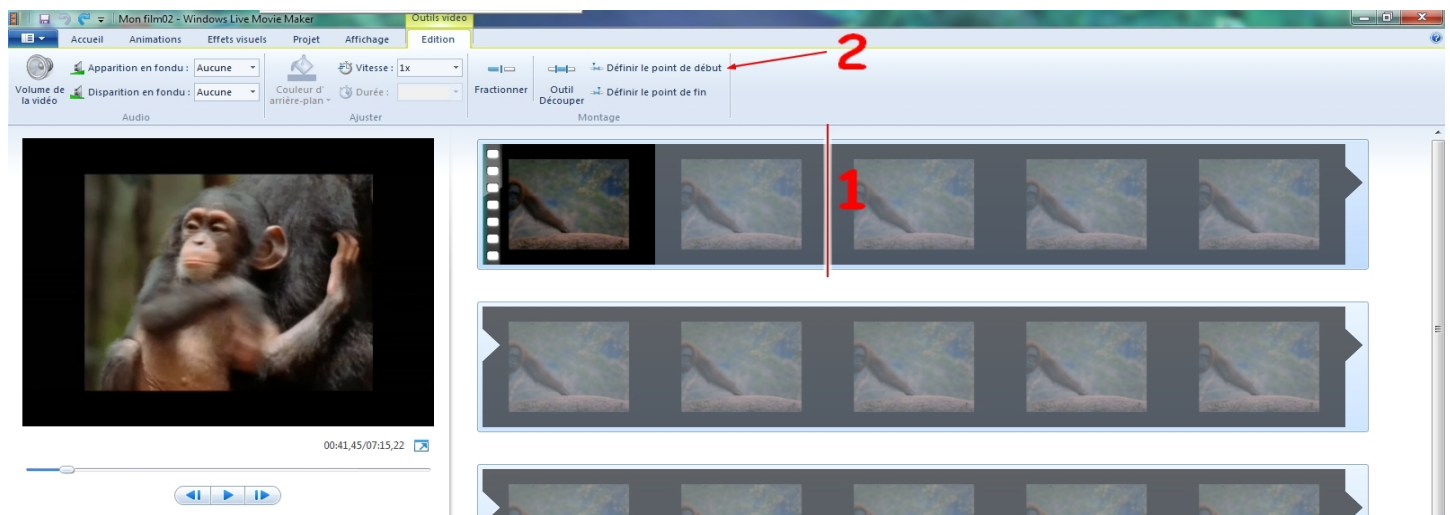 Mon film02 - Windows Live Movie Maker
Outils vidéo
Accueil Animations Effets visuels Projet Affichage Edition
Volume de la vidéo
Apparition en fondu : Aucune
Disparition en fondu : Aucune
Audio
Couleur d'
arrière-plan
Vitesse : 1x
Durée :
Ajuster
Fractionner
Outil
Découper
Définir le point de début
Définir le point de fin
Montage
2
1
00:41,45/07:15,22